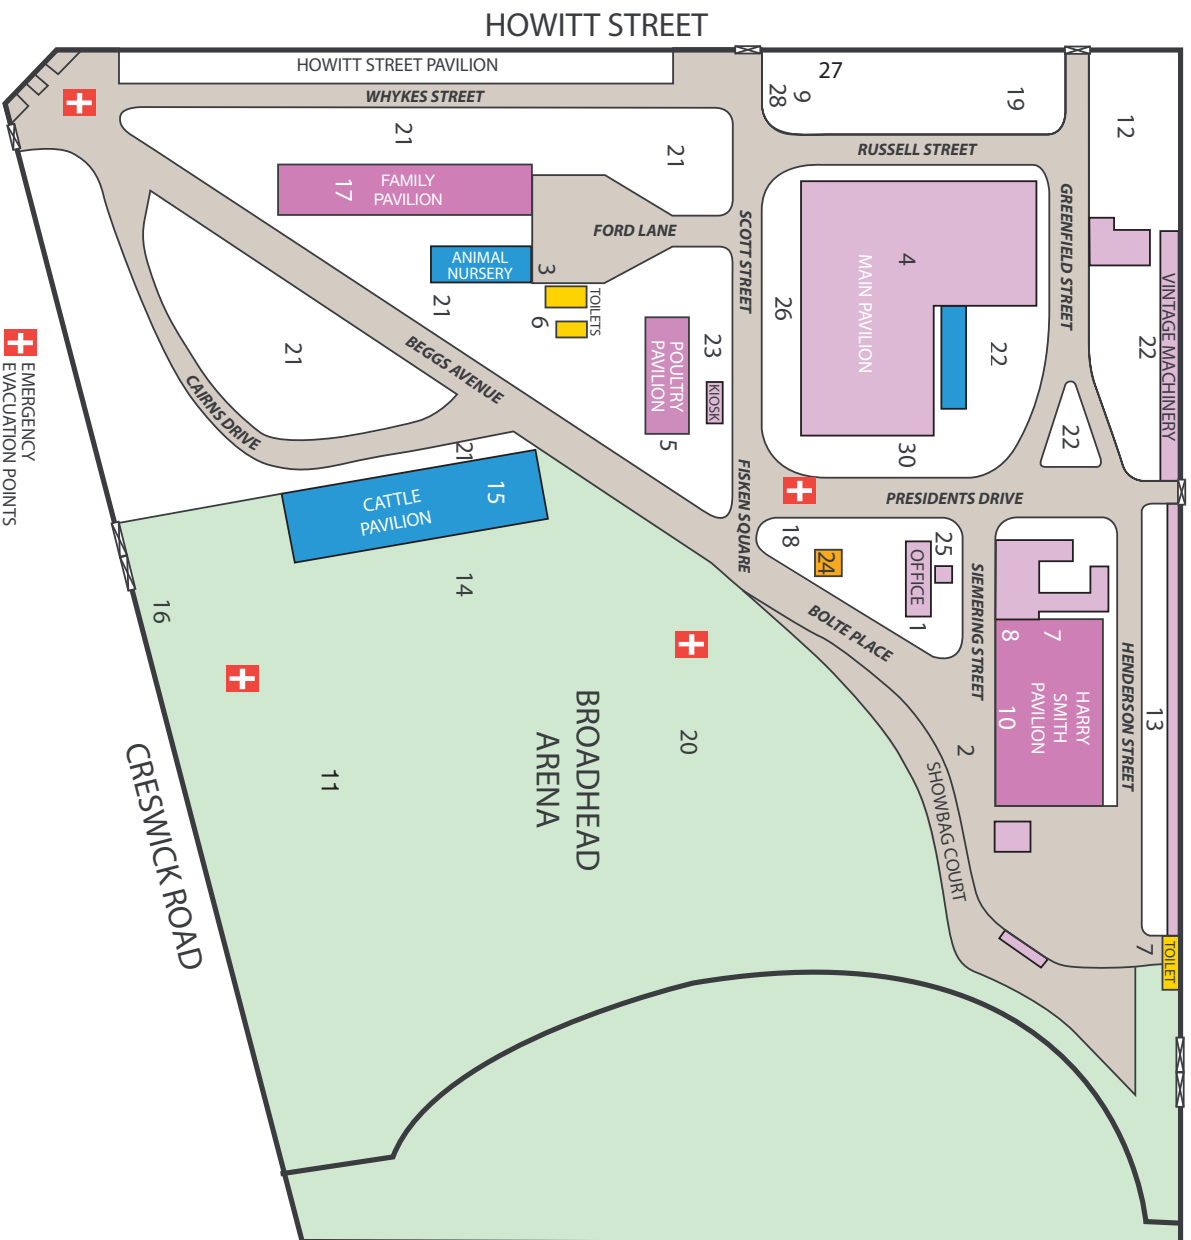 HOWITT STREET
HOWITT STREET PAVILION
WHYKES STREET
27
28
9
19
12
RUSSELL STREET
21
21
17
FAMILY
PAVILION
FORD LANE
SCOTT STREET
GREENFIELD STREET
4
MAIN PAVILION
26
22
22
VINTAGE MACHINERY
ANIMAL
NURSERY
3
21
TOILETS
6
BEGGS AVENUE
21
CAIRNS DRIVE
POULTRY
PAVILION
23
KIOSK
5
22
30
EMERGENCY
EVACUATION POINTS
21
15
CATTLE
PAVILION
FISKEN SQUARE
PRESIDENTS DRIVE
18
24
25
OFFICE
1
SIEMERING STREET
BOLTE PLACE
8
7
10
HARRY
SMITH
PAVILION
HENDERSON STREET
13
14
16
20
2
BROADHEAD
ARENA
11
SHOWBAG COURT
CRESWICK ROAD
7
TOILET